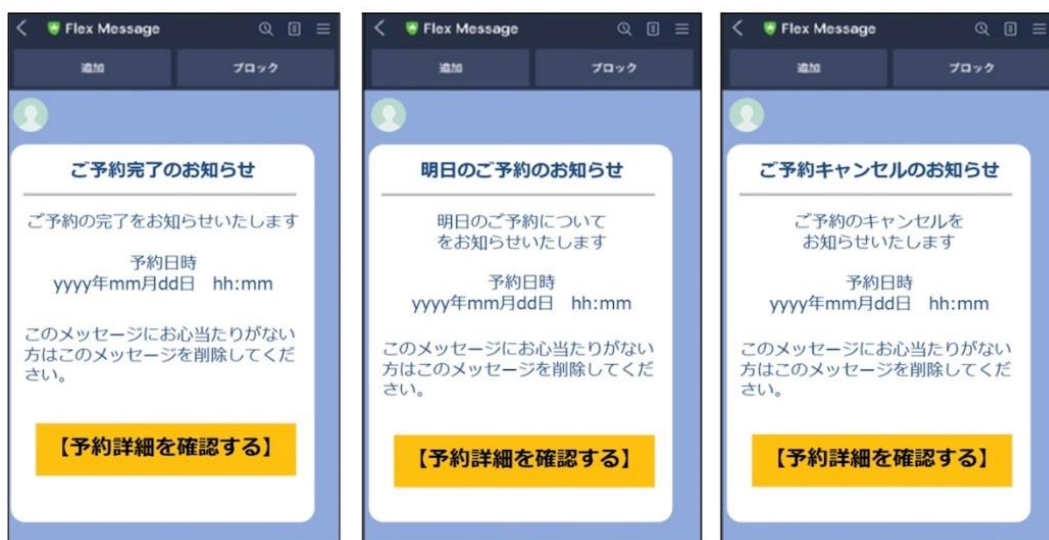 Flex Message
追加
ブロック
ご予約完了のお知らせ
ご予約の完了をお知らせいたします
予約日時
yyyy年mm月dd日 hh:mm
このメッセージにお心当たりがない
方はこのメッセージを削除してくだ
さい。
【予約詳細を確認する】
Flex Message
追加
ブロック
明日のご予約のお知らせ
明日のご予約について
をお知らせいたします
予約日時
yyyy年mm月dd日 hh:mm
このメッセージにお心当たりがない
方はこのメッセージを削除してくだ
さい。
【予約詳細を確認する】
Flex Message
追加
ブロック
ご予約キャンセルのお知らせ
ご予約のキャンセルを
お知らせいたします
予約日時
yyyy年mm月dd日 hh:mm
このメッセージにお心当たりがない
方はこのメッセージを削除してくだ
さい。
【予約詳細を確認する】